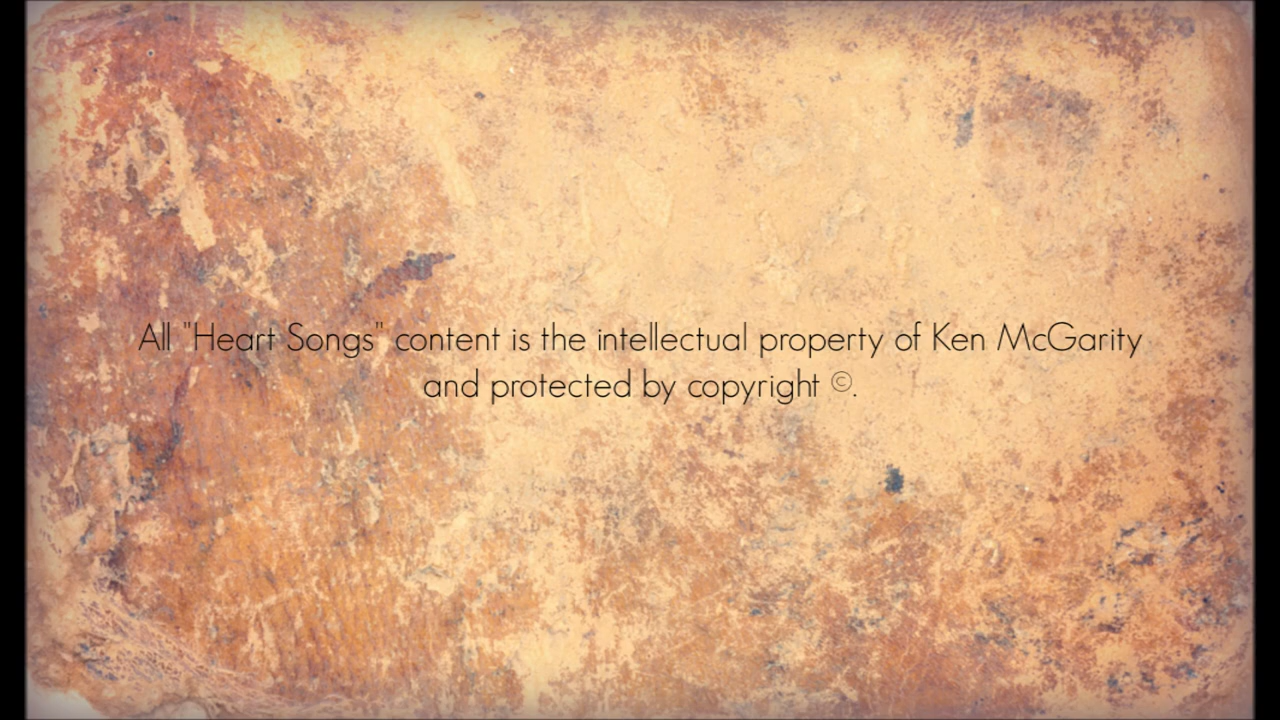 All "Heart Songs" content is the intellectual property of Ken McGarity
and protected by copyright ©.